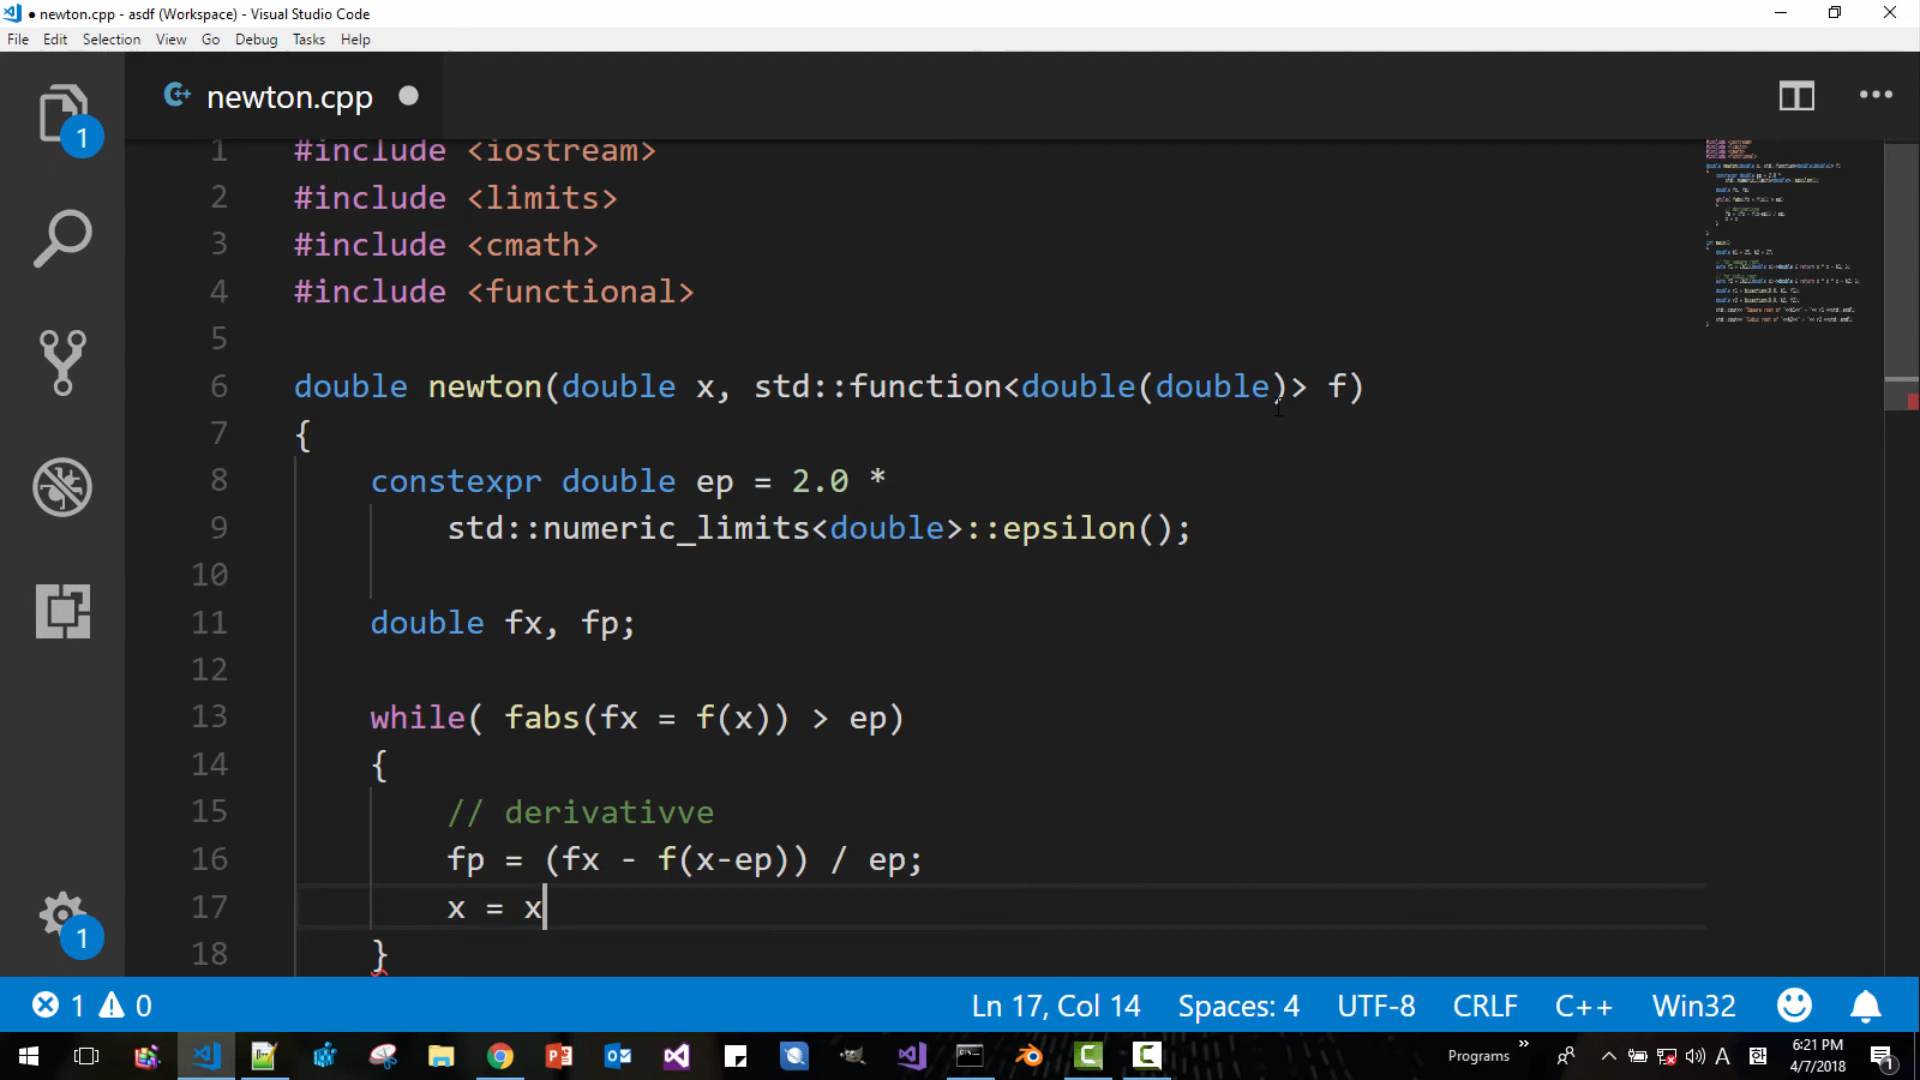 newton.cpp - asdf (Workspace) - Visual Studio Code
File Edit Selection View Go Debug Tasks Help
newton.cpp
1 #include <iostream>
2 #include <limits>
3 #include <cmath>
4 #include <functional>
5
6 double newton(double x, std::function<double(double)> f)
7 {
8 constexpr double ep = 2.0 *
9 std::numeric_limits<double>::epsilon();
10
11 double fx, fp;
12
13 while( fabs(fx = f(x)) > ep)
14 {
15 // derivativve
16 fp = (fx - f(x-ep)) / ep;
17 x = x
18 }
1
1
1 0 Ln 17, Col 14 Spaces: 4 UTF-8 CRLF C++ Win32
Programs A 한 6:21 PM
4/7/2018 1